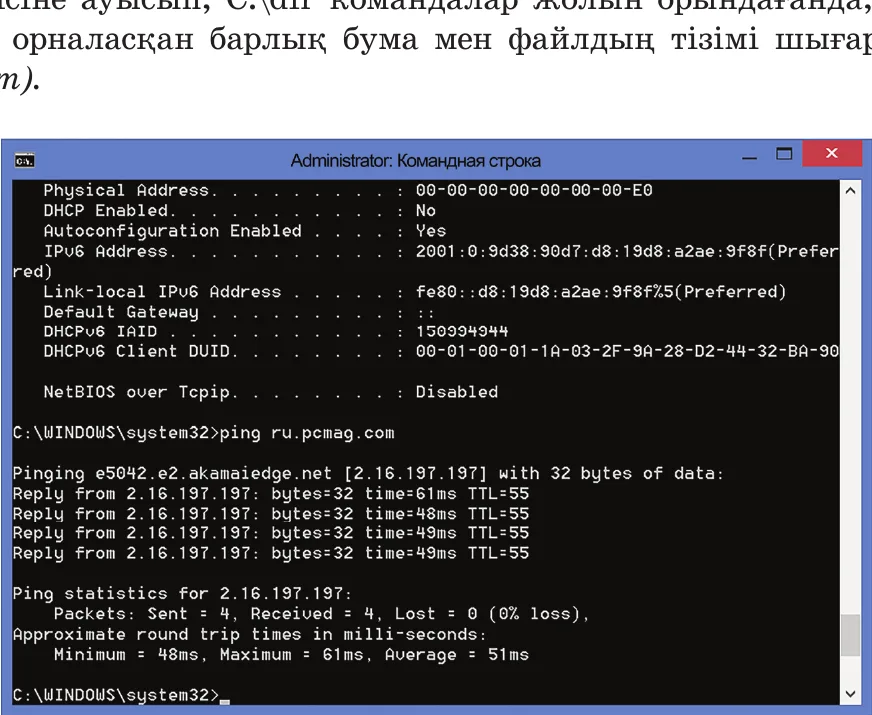 ауысып, C:\dir командалар жолын орындағанда,
орналасқан барлық бума мен файлдың тізімі шығар
т).
Administrator: Командная строка
Physical Address. . . . . . . . . : 00-00-00-00-00-00-00-E0
DHCP Enabled. . . . . . . . . . . : No
Autoconfiguration Enabled . . . . : Yes
IPv6 Address. . . . . . . . . . . : 2001:0:9d38:90d7:d8:19d8:a2ae:9f8f(Prefer
red)
Link-local IPv6 Address . . . . . : fe80::d8:19d8:a2ae:9f8f%5(Preferred)
Default Gateway . . . . . . . . . : ::
DHCPv6 IAID . . . . . . . . . . . : 150994944
DHCPv6 Client DUID. . . . . . . . : 00-01-00-01-1A-03-2F-9A-28-D2-44-32-BA-90
NetBIOS over Tcpip. . . . . . . . : Disabled
C:\WINDOWS\system32>ping ru.pcmag.com
Pinging e5042.e2.akamaiedge.net [2.16.197.197] with 32 bytes of data:
Reply from 2.16.197.197: bytes=32 time=61ms TTL=55
Reply from 2.16.197.197: bytes=32 time=48ms TTL=55
Reply from 2.16.197.197: bytes=32 time=49ms TTL=55
Reply from 2.16.197.197: bytes=32 time=49ms TTL=55
Ping statistics for 2.16.197.197:
Packets: Sent = 4, Received = 4, Lost = 0 (0% loss),
Approximate round trip times in milli-seconds:
Minimum = 48ms, Maximum = 61ms, Average = 51ms
C:\WINDOWS\system32>_